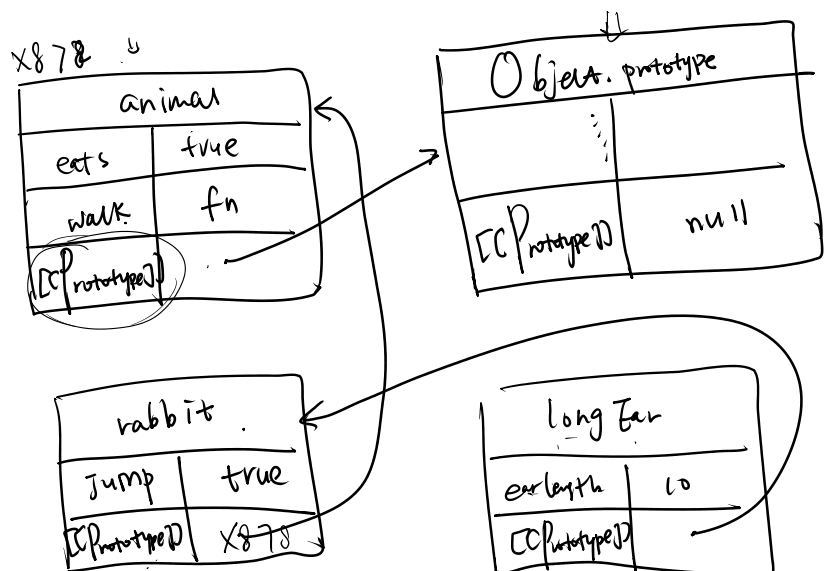 X878
animal
eats true
walk fn
[[Prototype]]
Object.prototype
[[Prototype]] null
rabbit
jump true
[[Prototype]] X878
longEar
earlength 10
[[Prototype]]